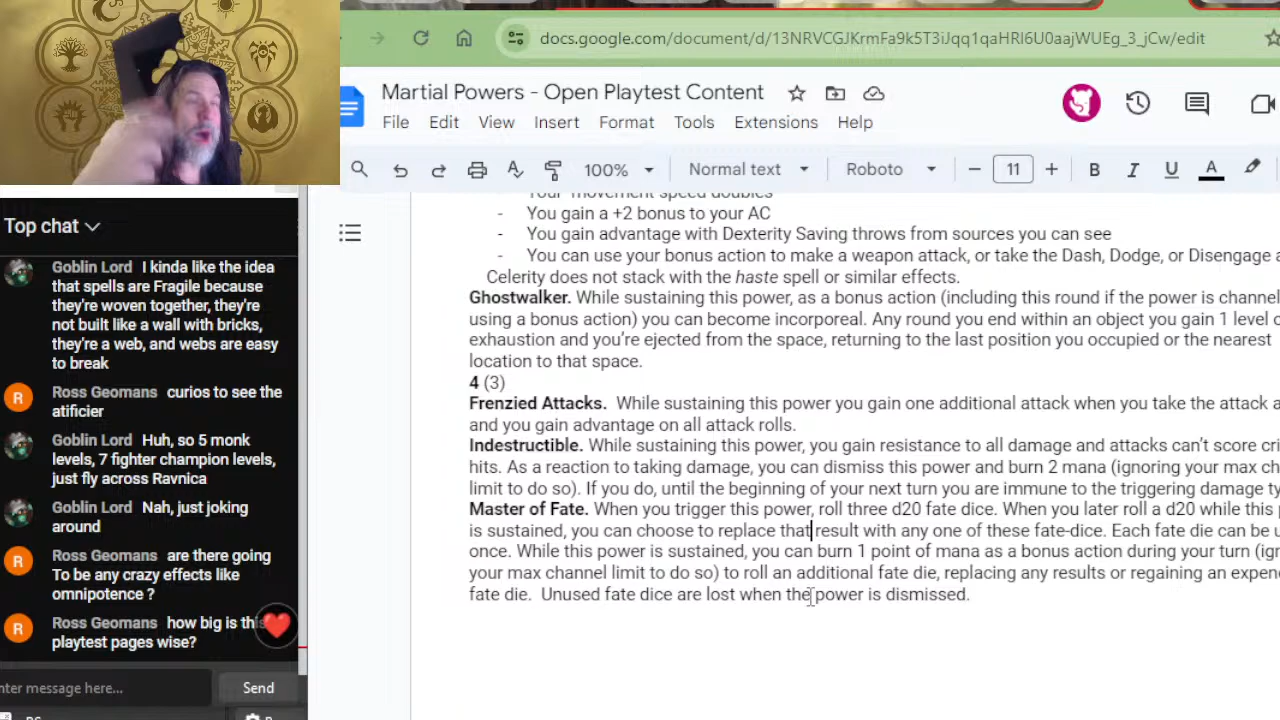 docs.google.com/document/d/13NRVCGJKrmFa9k5T3iJqq1qaHRl6U0aajWUEg_3_jCw/edit
Martial Powers - Open Playtest Content
File Edit View Insert Format Tools Extensions Help
100% Normal text Roboto 11 B I U A
Top chat
Goblin Lord I kinda like the idea
that spells are Fragile because
they're woven together, they're
not built like a wall with bricks,
they're a web, and webs are easy
to break
Ross Geomans curios to see the
atificier
Goblin Lord Huh, so 5 monk
levels, 7 fighter champion levels,
just fly across Ravnica
Goblin Lord Nah, just joking
around
Ross Geomans are there going
To be any crazy effects like
omnipotence ?
Ross Geomans how big is this
playtest pages wise?
nter message here...
Send
Your movement speed doubles
- You gain a +2 bonus to your AC
- You gain advantage with Dexterity Saving throws from sources you can see
- You can use your bonus action to make a weapon attack, or take the Dash, Dodge, or Disengage a
Celerity does not stack with the haste spell or similar effects.
Ghostwalker. While sustaining this power, as a bonus action (including this round if the power is channel
using a bonus action) you can become incorporeal. Any round you end within an object you gain 1 level o
exhaustion and you're ejected from the space, returning to the last position you occupied or the nearest
location to that space.
4 (3)
Frenzied Attacks. While sustaining this power you gain one additional attack when you take the attack a
and you gain advantage on all attack rolls.
Indestructible. While sustaining this power, you gain resistance to all damage and attacks can't score cri
hits. As a reaction to taking damage, you can dismiss this power and burn 2 mana (ignoring your max ch
limit to do so). If you do, until the beginning of your next turn you are immune to the triggering damage ty
Master of Fate. When you trigger this power, roll three d20 fate dice. When you later roll a d20 while this p
is sustained, you can choose to replace that result with any one of these fate-dice. Each fate die can be u
once. While this power is sustained, you can burn 1 point of mana as a bonus action during your turn (ign
your max channel limit to do so) to roll an additional fate die, replacing any results or regaining an expen
fate die. Unused fate dice are lost when the power is dismissed.